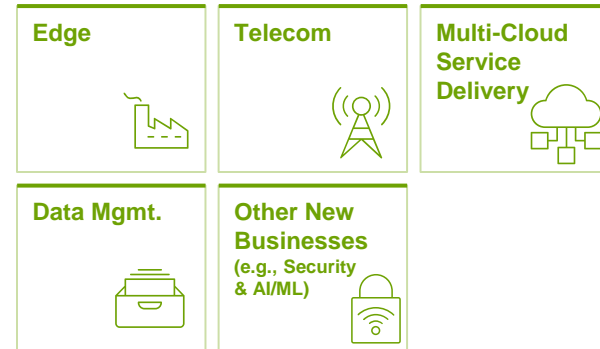 Edge
Telecom
Multi-Cloud
Service
Delivery
Data Mgmt.
Other New
Businesses
(e.g., Security
& AI/ML)